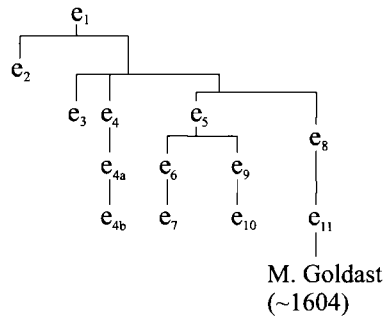 e₁
e₂
e₃ e₄ e₅
e₈
e₄ₐ e₆ e₉
e₄b e₇ e₁₀ e₁₁
M. Goldast
(~1604)